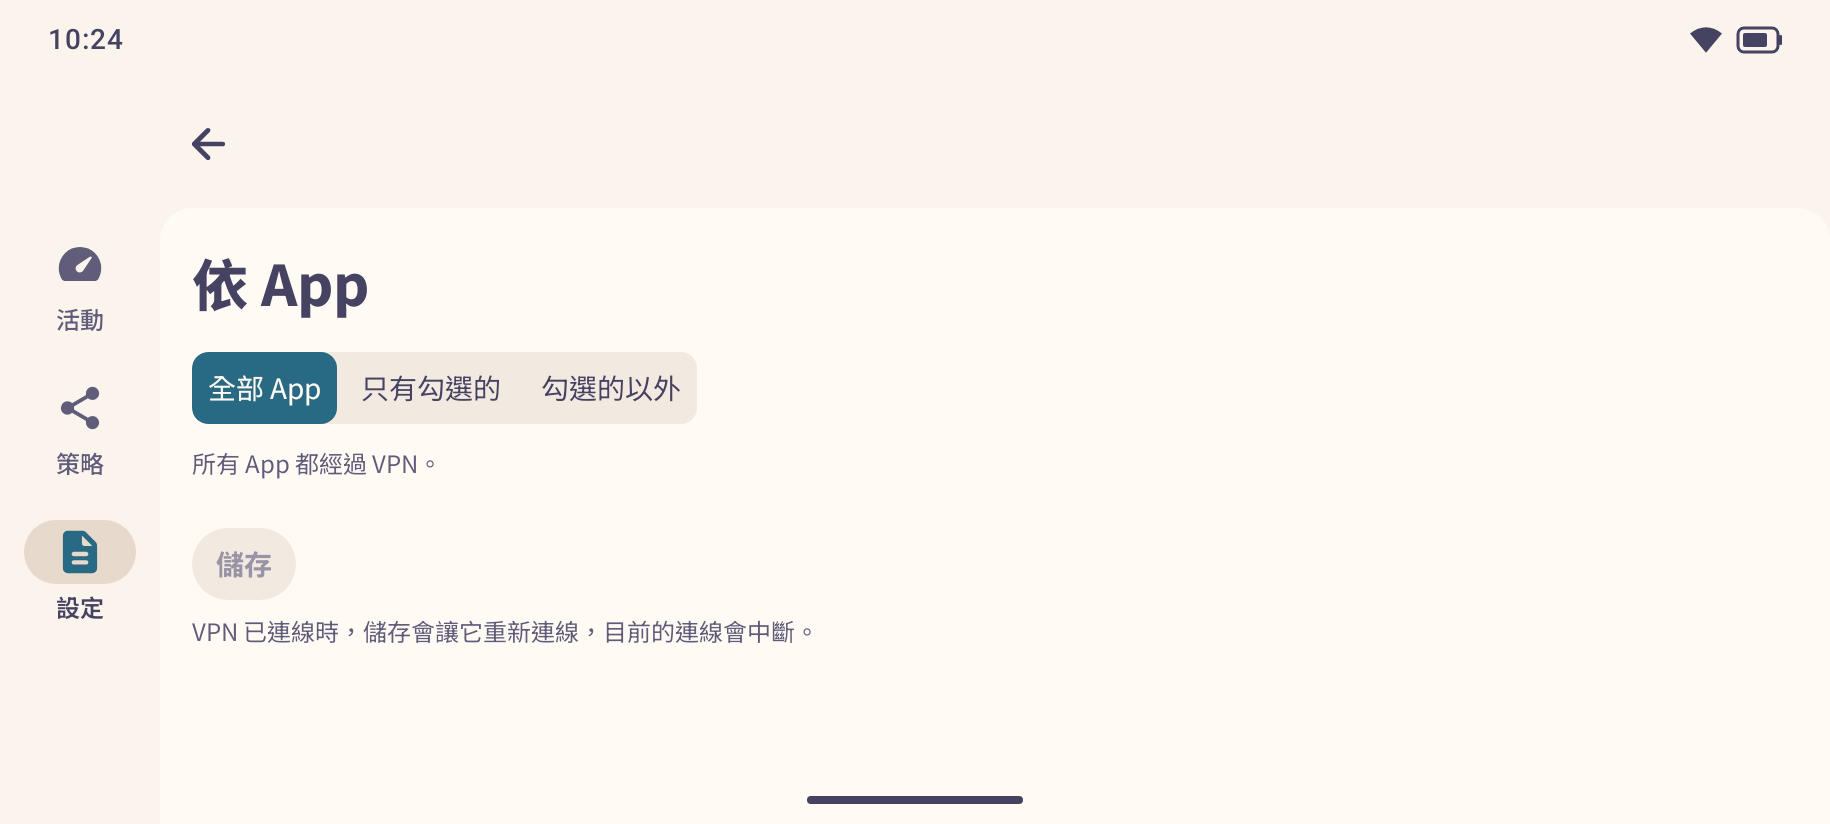 10:24
活動
策略
設定
依 App
全部 App 只有勾選的 勾選的以外
所有 App 都經過 VPN。
儲存
VPN 已連線時，儲存會讓它重新連線，目前的連線會中斷。